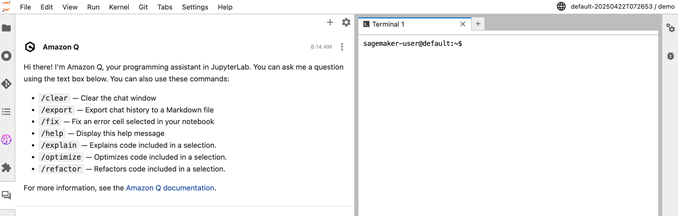 File Edit View Run Kernel Git Tabs Settings Help
default-20250422T072653 / demo
Amazon Q
8:14 AM
Hi there! I'm Amazon Q, your programming assistant in JupyterLab. You can ask me a question
using the text box below. You can also use these commands:
• /clear — Clear the chat window
• /export — Export chat history to a Markdown file
• /fix — Fix an error cell selected in your notebook
• /help — Display this help message
• /explain — Explains code included in a selection.
• /optimize — Optimizes code included in a selection.
• /refactor — Refactors code included in a selection.
For more information, see the Amazon Q documentation.
Terminal 1
sagemaker-user@default:~$